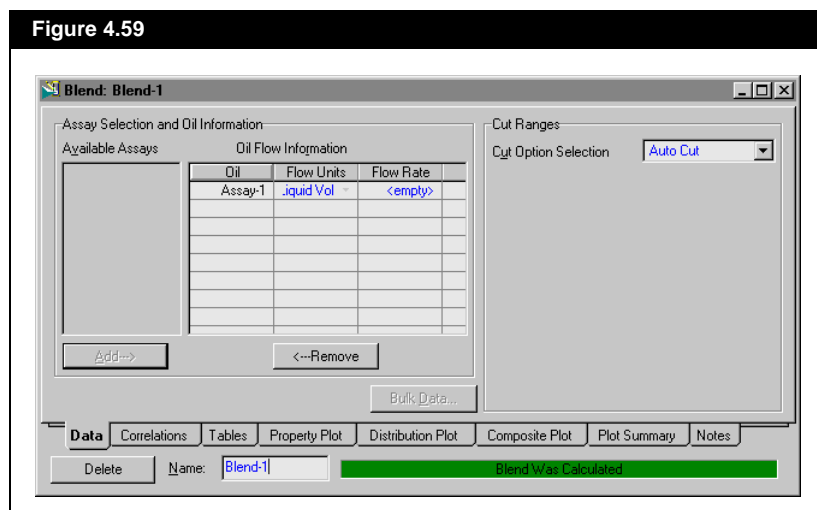 Figure 4.59
Blend: Blend-1
Assay Selection and Oil Information
Available Assays
Oil Flow Information
Oil Flow Units Flow Rate
Assay-1 .iquid Vol <empty>
Add--->
<---Remove
Bulk Data...
Cut Ranges
Cut Option Selection Auto Cut
Data Correlations Tables Property Plot Distribution Plot Composite Plot Plot Summary Notes
Delete Name: Blend-1 Blend Was Calculated